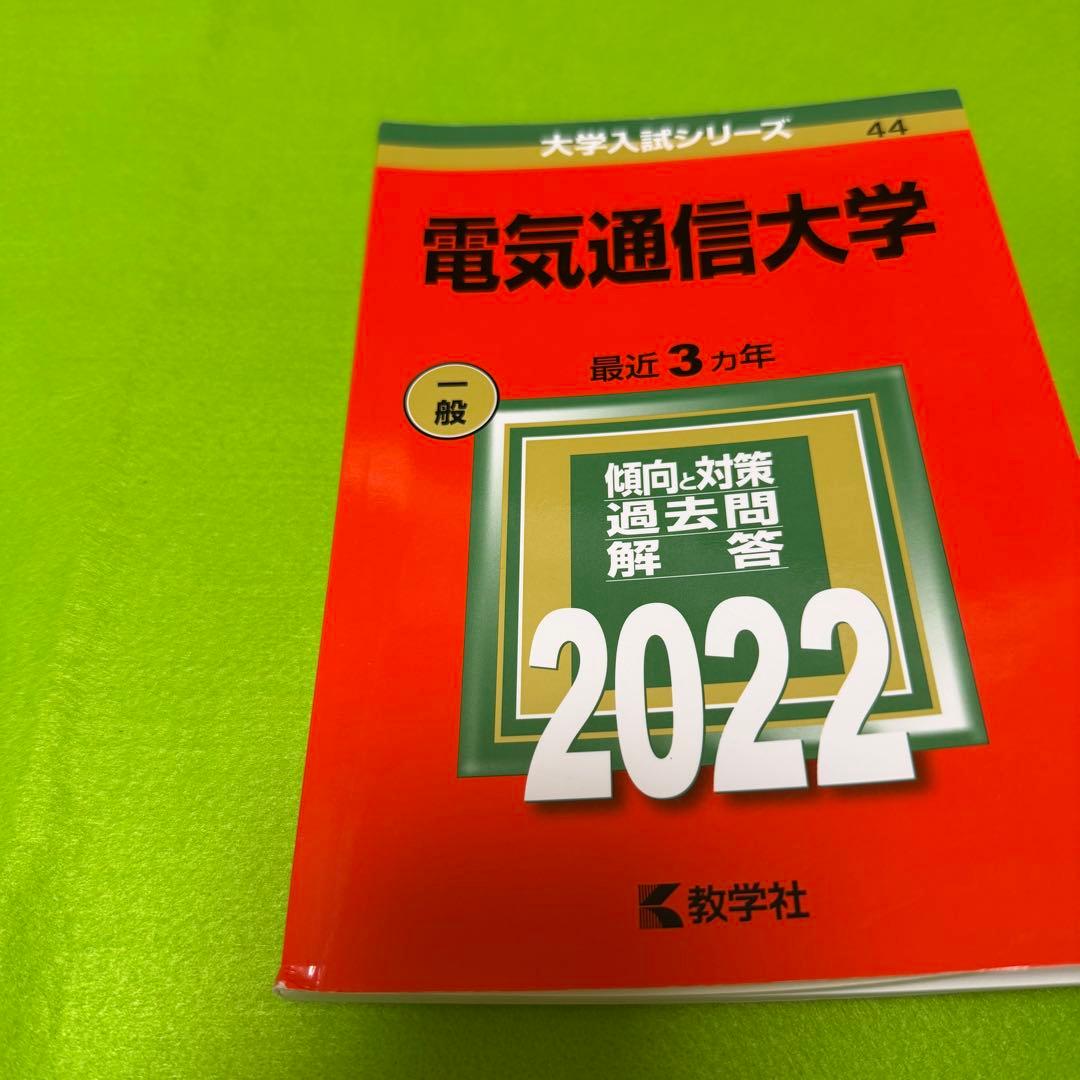 大学入試シリーズ 44
電気通信大学
最近3ヵ年
一般
傾向と対策
過去問
解答
2022
教学社